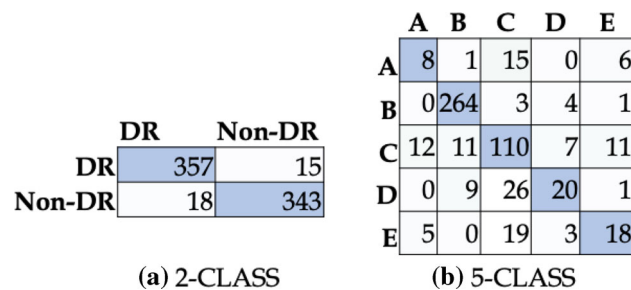 DR Non-DR
DR 357 15
Non-DR 18 343
(a) 2-CLASS
A B C D E
A 8 1 15 0 6
B 0 264 3 4 1
C 12 11 110 7 11
D 0 9 26 20 1
E 5 0 19 3 18
(b) 5-CLASS